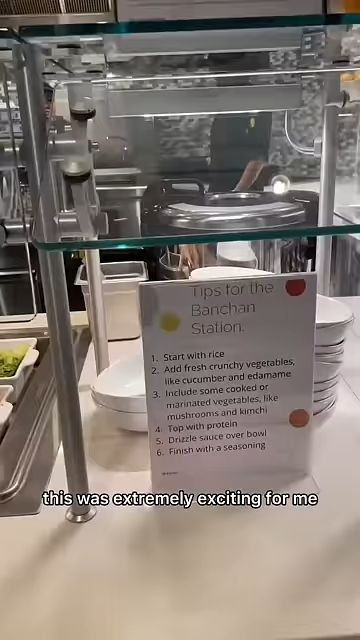 Tips for the
Banchan
Station:
1. Start with rice
2. Add fresh crunchy vegetables,
like cucumber and edamame
3. Include some cooked or
marinated vegetables, like
mushrooms and kimchi
4. Top with protein
5. Drizzle sauce over bowl
6. Finish with a seasoning
this was extremely exciting for me